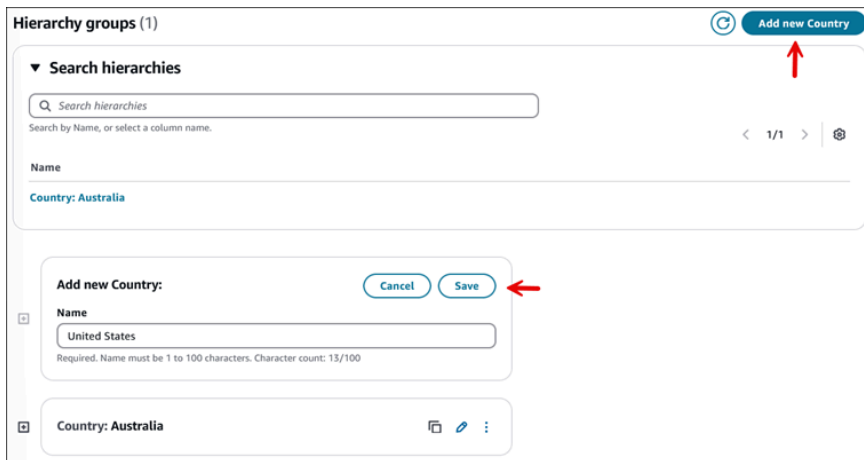 Hierarchy groups (1)
Add new Country
Search hierarchies
Search hierarchies
Search by Name, or select a column name.
1/1
Name
Country: Australia
Add new Country:
Cancel
Save
Name
United States
Required. Name must be 1 to 100 characters. Character count: 13/100
Country: Australia